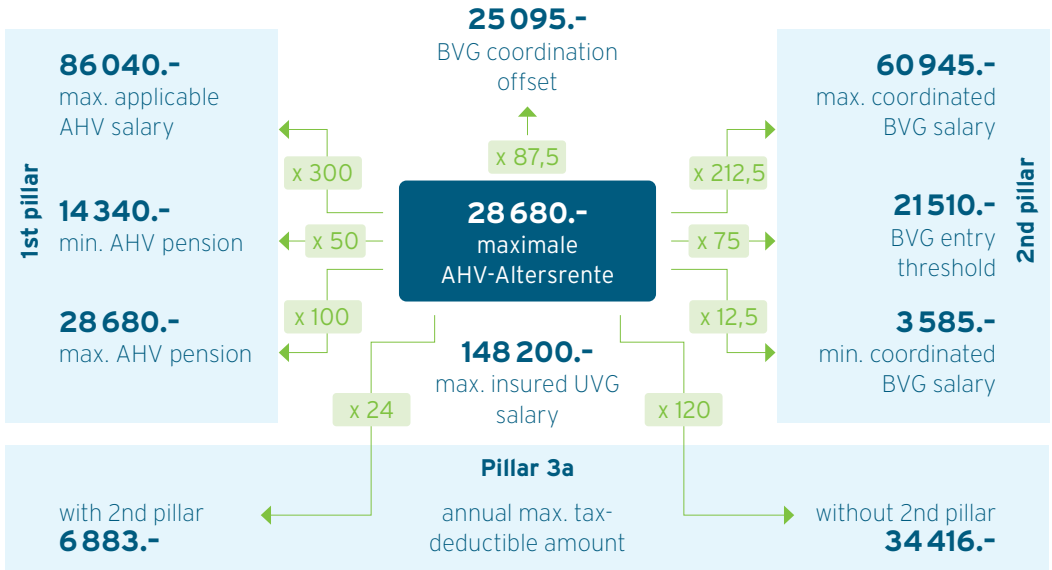 25 095.-
BVG coordination
offset
x 87,5
1st pillar
86 040.-
max. applicable
AHV salary
x 300
14 340.-
min. AHV pension
x 50
28 680.-
max. AHV pension
x 100
28 680.-
maximale
AHV-Altersrente
60 945.-
max. coordinated
BVG salary
x 212,5
2nd pillar
21 510.-
BVG entry
threshold
x 75
3 585.-
min. coordinated
BVG salary
x 12,5
148 200.-
max. insured UVG
salary
x 24
x 120
Pillar 3a
with 2nd pillar
6 883.-
annual max. tax-
deductible amount
without 2nd pillar
34 416.-